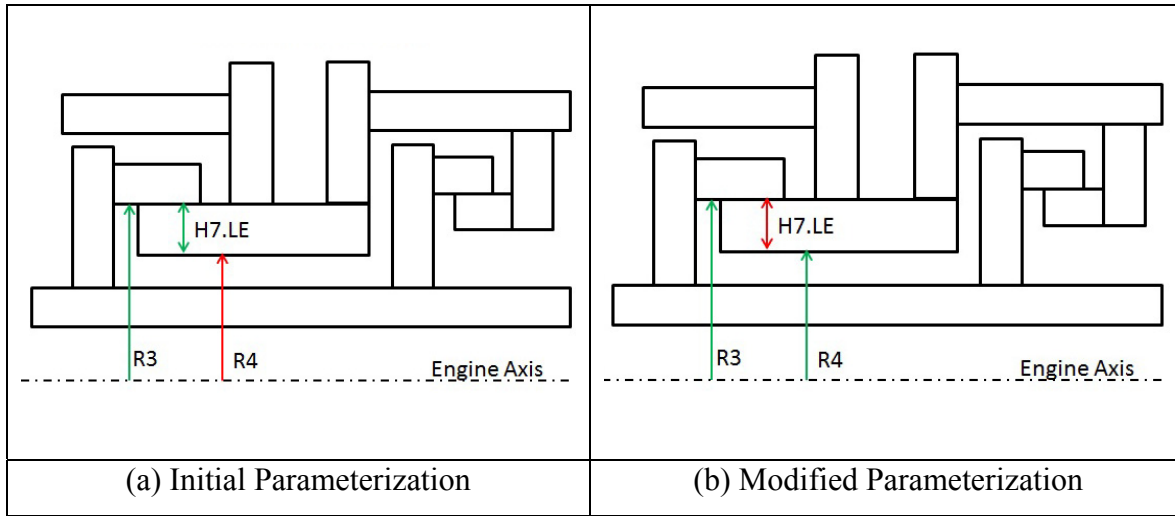 H7.LE
R3
R4
Engine Axis
H7.LE
R3
R4
Engine Axis
(a) Initial Parameterization
(b) Modified Parameterization